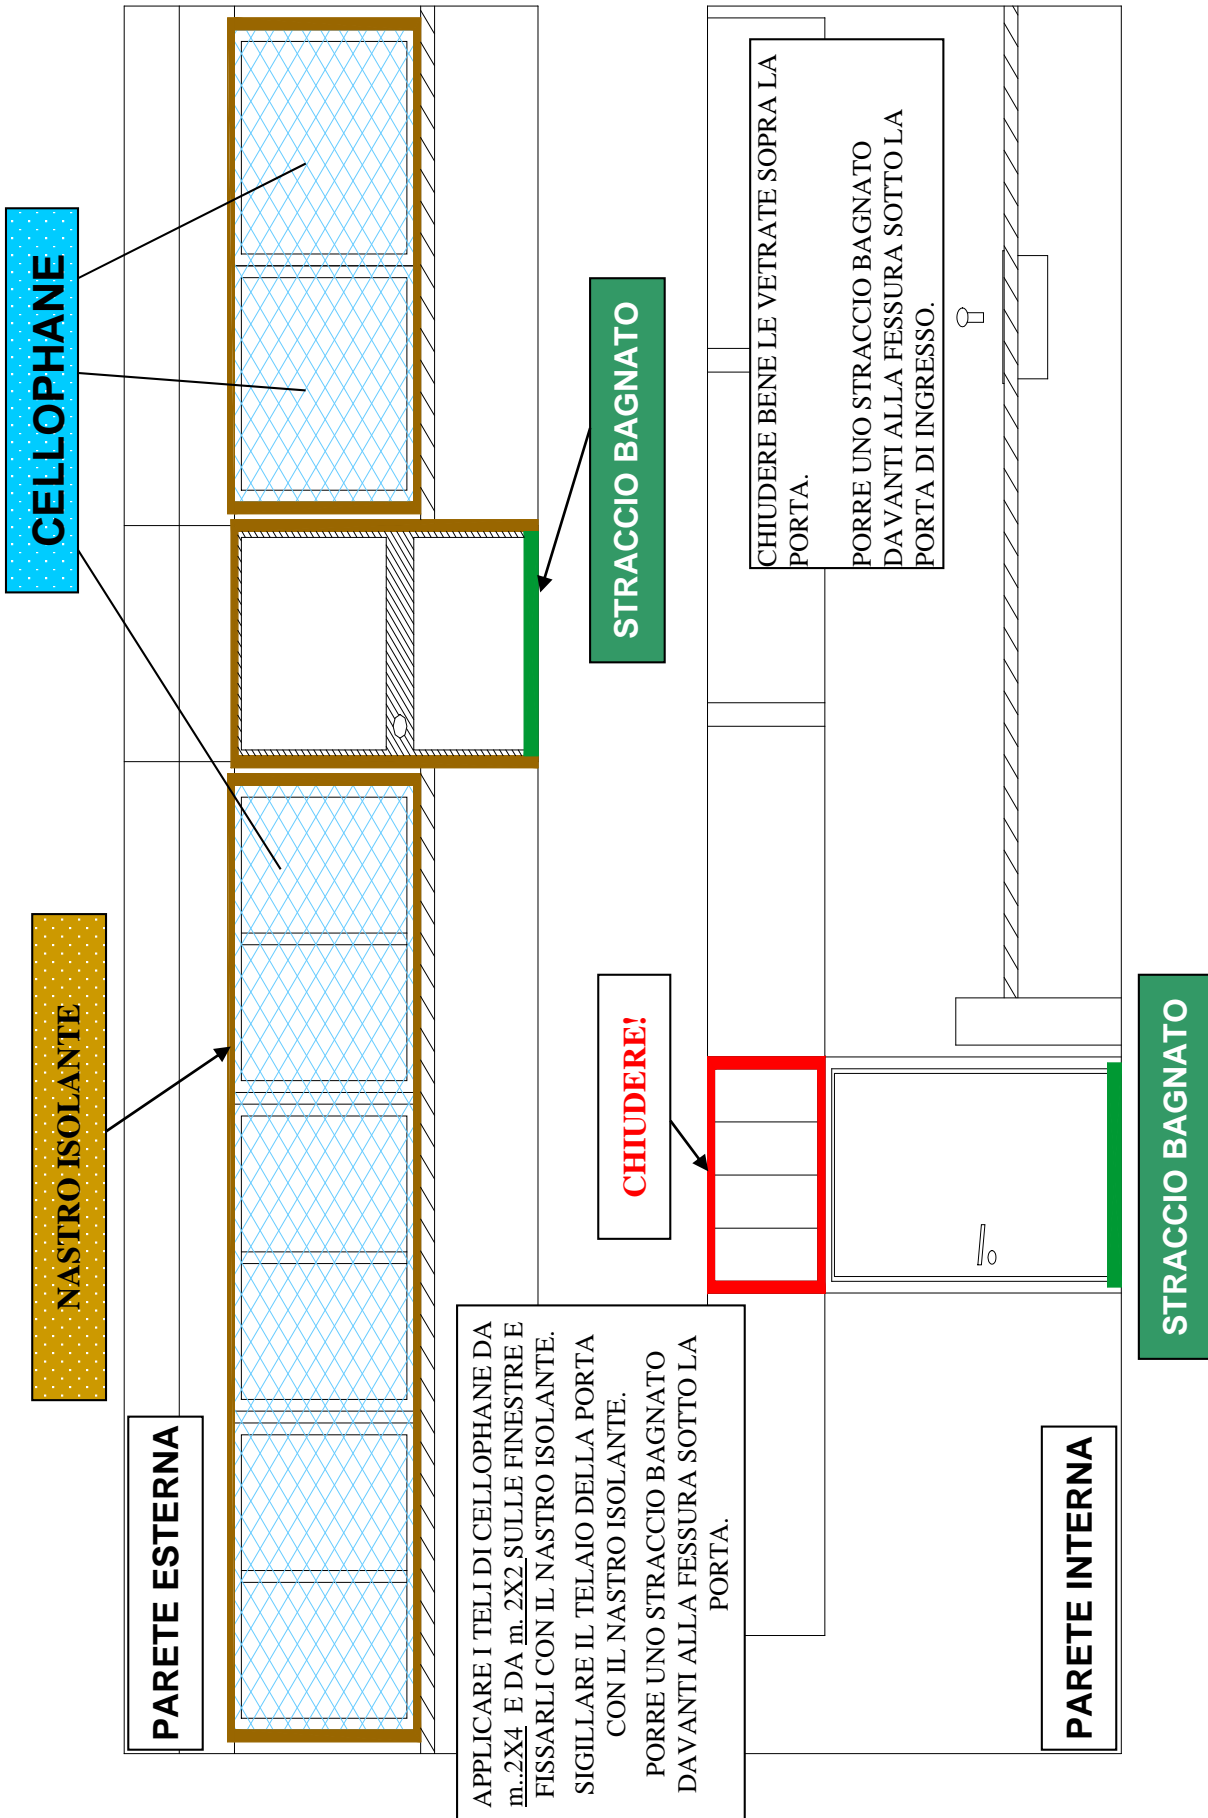 PARETE ESTERNA
NASTRO ISOLANTE
CELLOPHANE
APPLICARE I TELI DI CELLOPHANE DA
m..2X4 E DA m. 2X2 SULLE FINESTRE E
FISSARLI CON IL NASTRO ISOLANTE.
SIGILLARE IL TELAIO DELLA PORTA
CON IL NASTRO ISOLANTE.
PORRE UNO STRACCIO BAGNATO
DAVANTI ALLA FESSURA SOTTO LA
PORTA.
CHIUDERE!
STRACCIO BAGNATO
CHIUDERE BENE LE VETRATE SOPRA LA
PORTA.
PORRE UNO STRACCIO BAGNATO
DAVANTI ALLA FESSURA SOTTO LA
PORTA DI INGRESSO.
PARETE INTERNA
STRACCIO BAGNATO